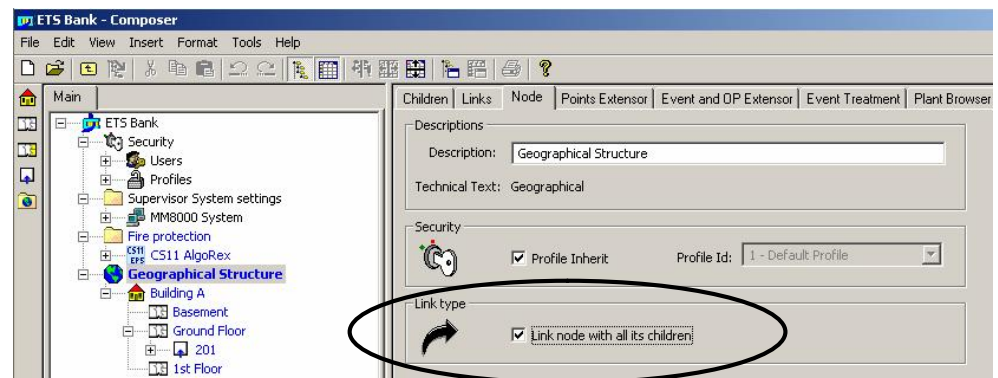 ETS Bank - Composer
File Edit View Insert Format Tools Help
Main
ETS Bank
Security
Users
Profiles
Supervisor System settings
MM8000 System
Fire protection
CS11 EPS CS11 AlgoRex
Geographical Structure
Building A
Basement
Ground Floor
201
1st Floor
Children Links Node Points Extensor Event and OP Extensor Event Treatment Plant Browser
Descriptions
Description: Geographical Structure
Technical Text: Geographical
Security
Profile Inherit Profile Id: 1 - Default Profile
Link type
Link node with all its children